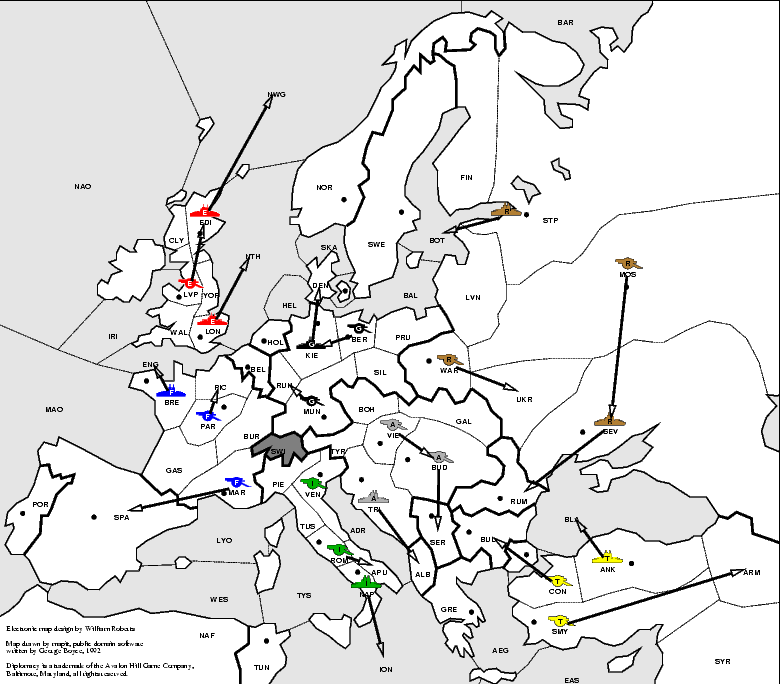 BAR
NWG
NAO
NOR
FIN
R
STP
E
EDI
CLY
SWE
BOT
NTH
SKA
R
MOS
E
LVP
YOR
DEN
LVN
HEL
BAL
E
LON
WAL
IRI
G
BER
PRU
HOL
G
KIE
ENG
BEL
SIL
R
WAR
PIC
RUH
UKR
F
BRE
G
MUN
BOH
MAO
F
PAR
A
VIE
GAL
R
SEV
BUR
SWI
TYR
A
BUD
GAS
F
MAR
PIE
I
VEN
A
TRI
RUM
POR
SPA
TUS
ADR
BLA
LYO
SER
BUL
I
ROM
APU
ALB
T
ANK
ARM
T
CON
WES
TYS
I
NAP
GRE
T
SMY
NAF
TUN
ION
AEG
EAS
SYR
Electronic map design by William Roberts
Map drawn by mapit, public domain software
written by George Boyce, 1992
Diplomacy is a trademark of the Avalon Hill Game Company,
Baltimore, Maryland, all rights reserved.